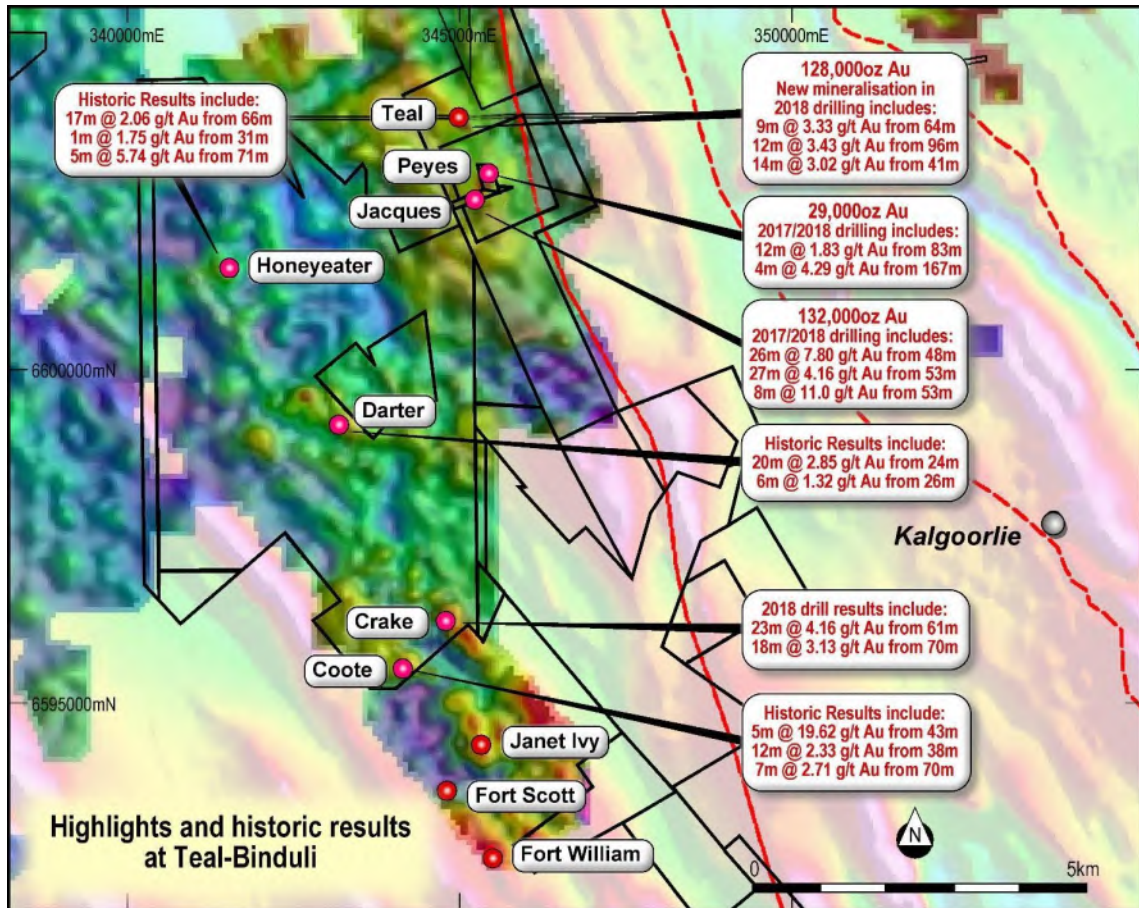 340000mE
345000mE
350000mE
Historic Results include:
17m @ 2.06 g/t Au from 66m
1m @ 1.75 g/t Au from 31m
5m @ 5.74 g/t Au from 71m
Teal
Peyes
Jacques
Honeyeater
128,000oz Au
New mineralisation in
2018 drilling includes:
9m @ 3.33 g/t Au from 64m
12m @ 3.43 g/t Au from 96m
14m @ 3.02 g/t Au from 41m
29,000oz Au
2017/2018 drilling includes:
12m @ 1.83 g/t Au from 83m
4m @ 4.29 g/t Au from 167m
132,000oz Au
2017/2018 drilling includes:
26m @ 7.80 g/t Au from 48m
27m @ 4.16 g/t Au from 53m
8m @ 11.0 g/t Au from 53m
6600000mN
Darter
Historic Results include:
20m @ 2.85 g/t Au from 24m
6m @ 1.32 g/t Au from 26m
Kalgoorlie
Crake
Coote
2018 drill results include:
23m @ 4.16 g/t Au from 61m
18m @ 3.13 g/t Au from 70m
6595000mN
Historic Results include:
5m @ 19.62 g/t Au from 43m
12m @ 2.33 g/t Au from 38m
7m @ 2.71 g/t Au from 70m
Janet Ivy
Fort Scott
Fort William
Highlights and historic results
at Teal-Binduli
N
0
5km